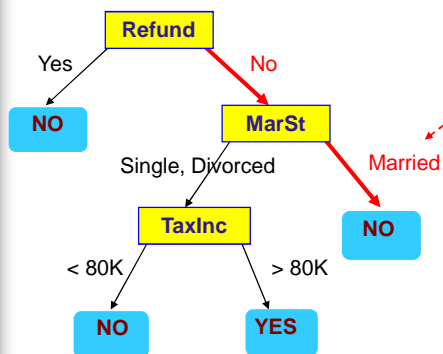 Refund
Yes
No
NO
MarSt
Single, Divorced
Married
TaxInc
NO
< 80K
> 80K
NO
YES